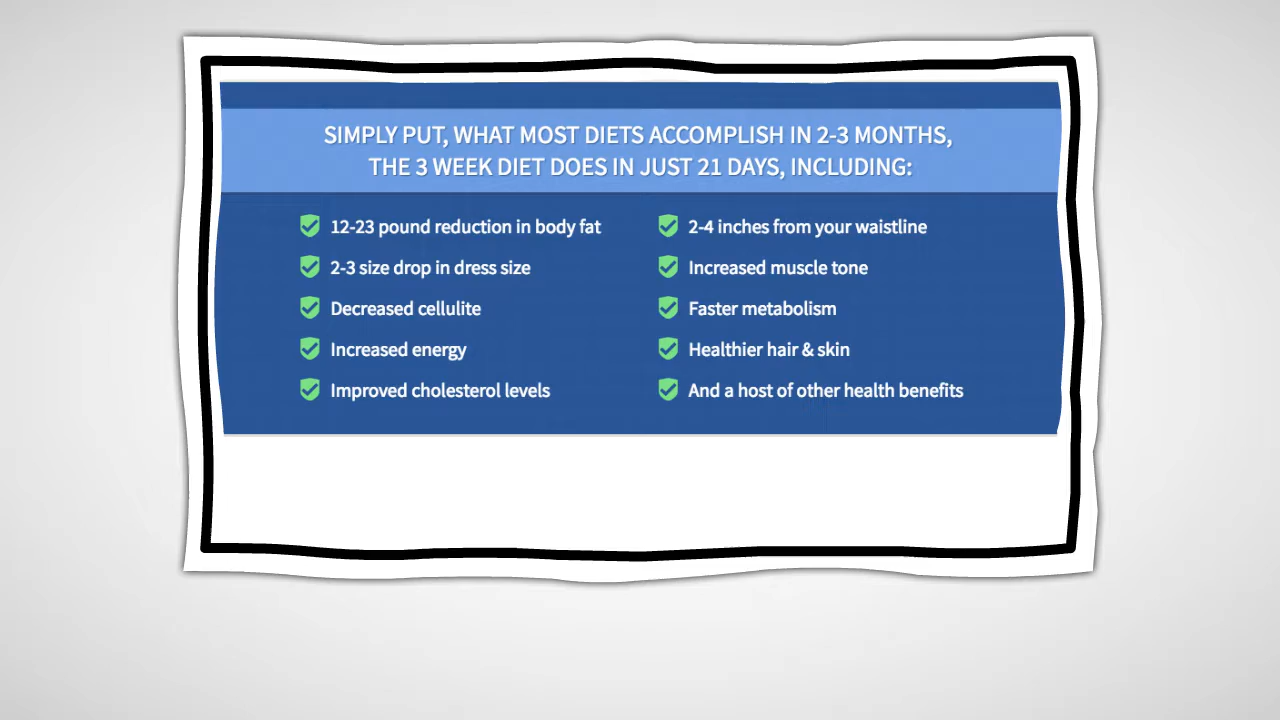 SIMPLY PUT, WHAT MOST DIETS ACCOMPLISH IN 2-3 MONTHS,
THE 3 WEEK DIET DOES IN JUST 21 DAYS, INCLUDING:
12-23 pound reduction in body fat
2-3 size drop in dress size
Decreased cellulite
Increased energy
Improved cholesterol levels
2-4 inches from your waistline
Increased muscle tone
Faster metabolism
Healthier hair & skin
And a host of other health benefits